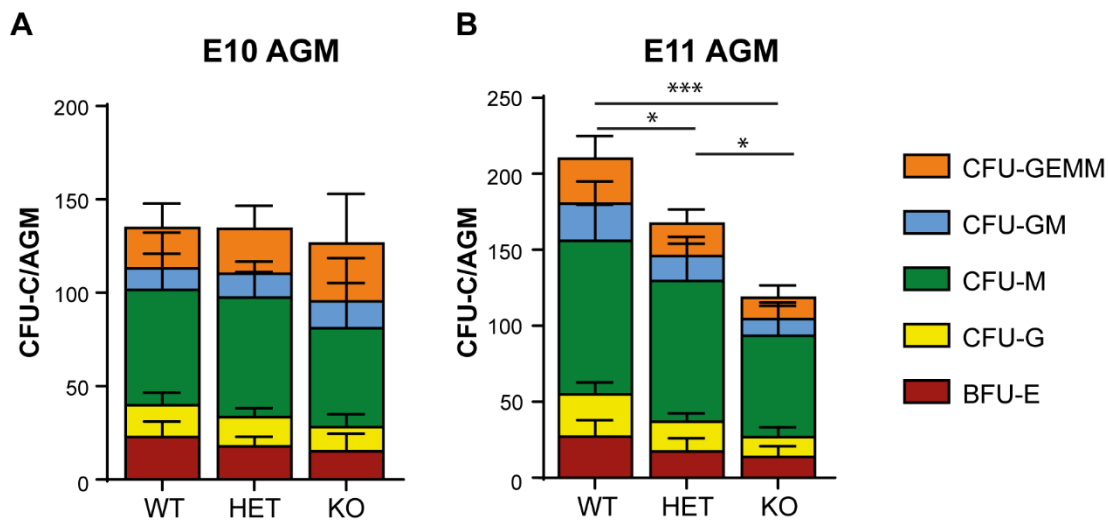 A
E10 AGM
CFU-C/AGM
200
150
100
50
0
WT HET KO
B
E11 AGM
CFU-C/AGM
250
200
150
100
50
0
***
*
*
WT HET KO
CFU-GEMM
CFU-GM
CFU-M
CFU-G
BFU-E